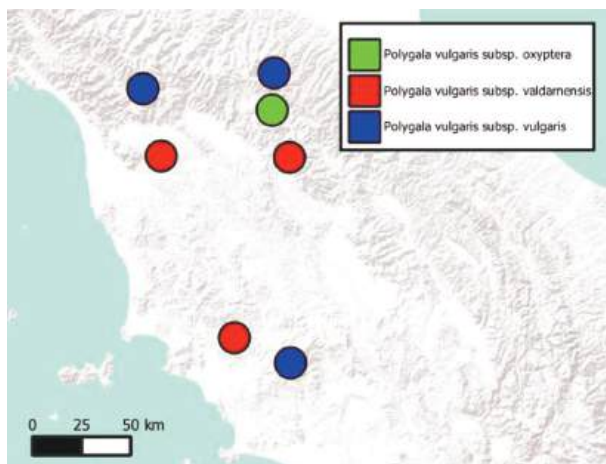 Polygala vulgaris subsp. oxyptera
Polygala vulgaris subsp. valdarnensis
Polygala vulgaris subsp. vulgaris
0 25 50 km